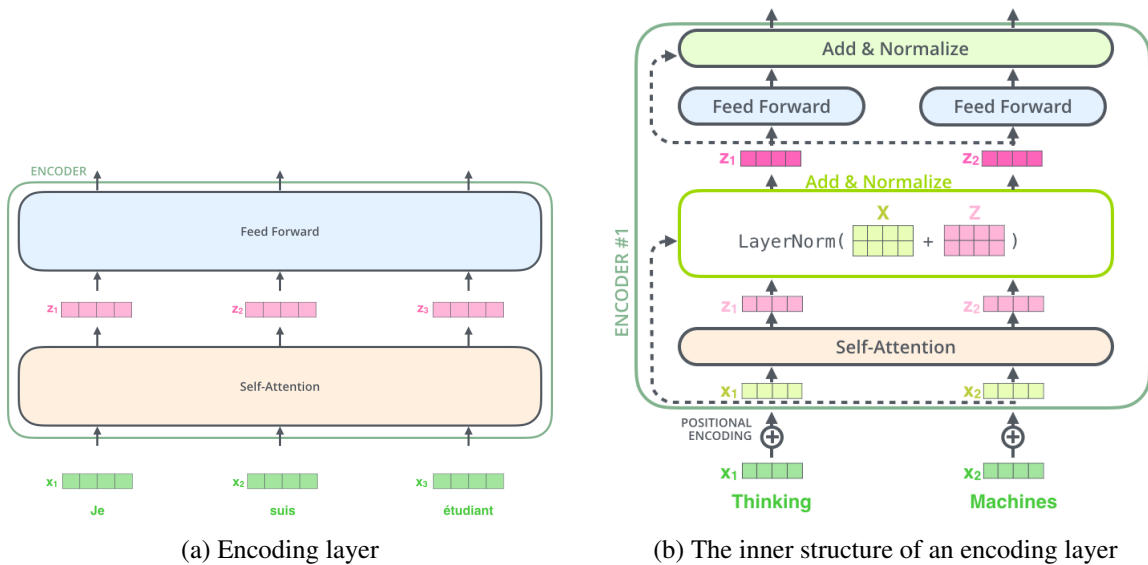 ENCODER
Feed Forward
z₁ z₂ z₃
Self-Attention
x₁ x₂ x₃
Je suis étudiant
(a) Encoding layer
ENCODER #1
Add & Normalize
Feed Forward Feed Forward
z₁ z₂
Add & Normalize
X Z
LayerNorm( + )
z₁ z₂
Self-Attention
x₁ x₂
POSITIONAL
ENCODING
x₁ x₂
Thinking Machines
(b) The inner structure of an encoding layer